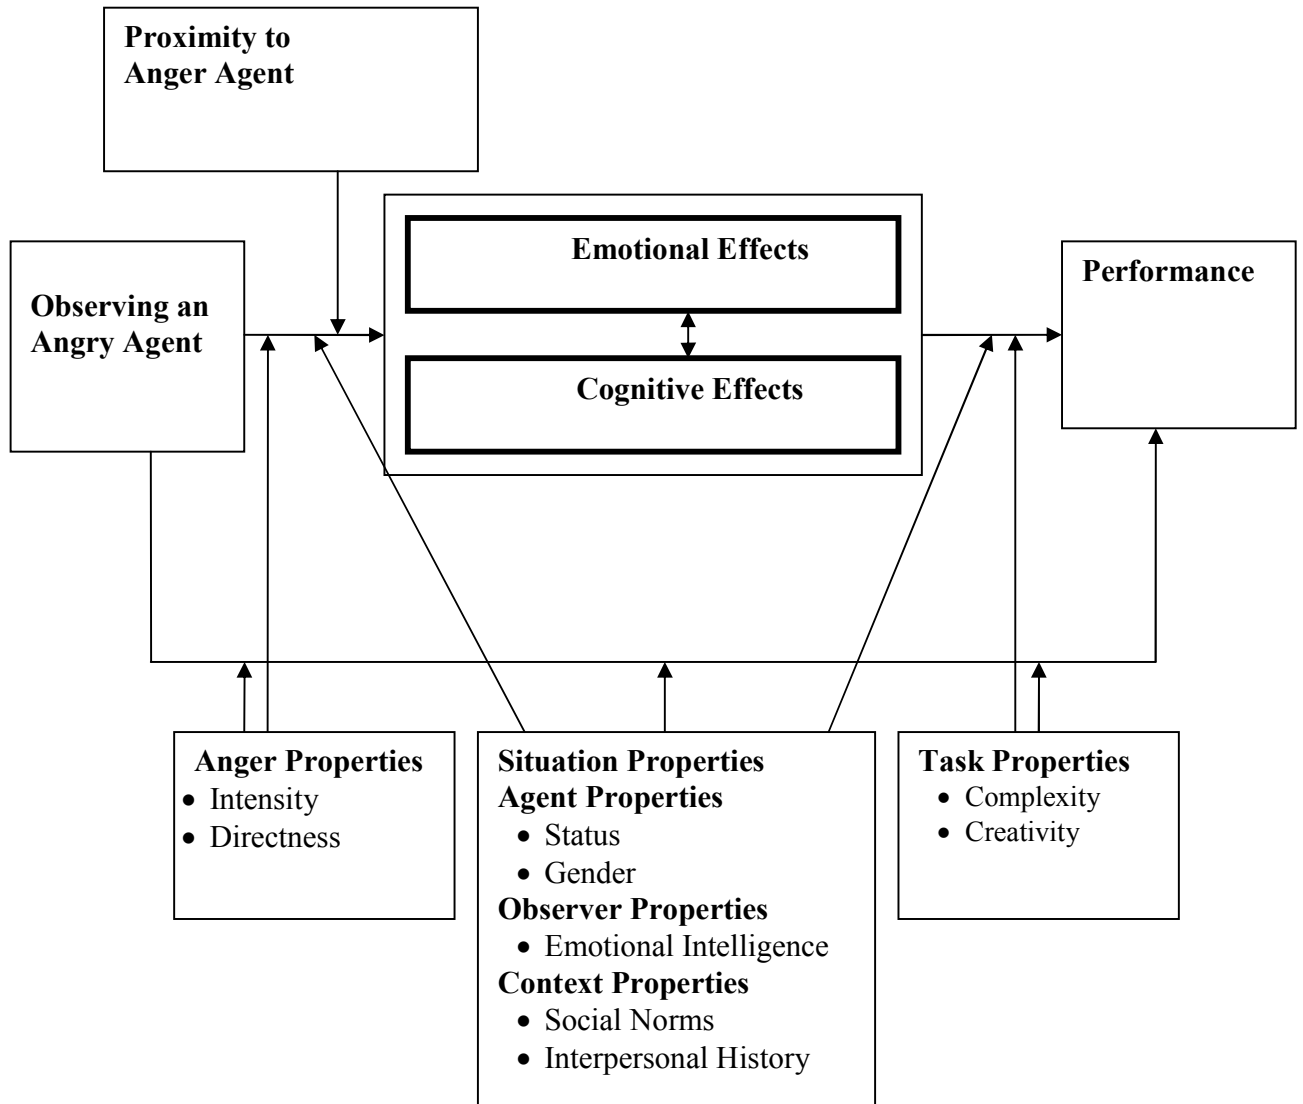 Proximity to
Anger Agent
Emotional Effects
Observing an
Angry Agent
Cognitive Effects
Performance
Anger Properties
• Intensity
• Directness
Situation Properties
Agent Properties
• Status
• Gender
Observer Properties
• Emotional Intelligence
Context Properties
• Social Norms
• Interpersonal History
Task Properties
• Complexity
• Creativity